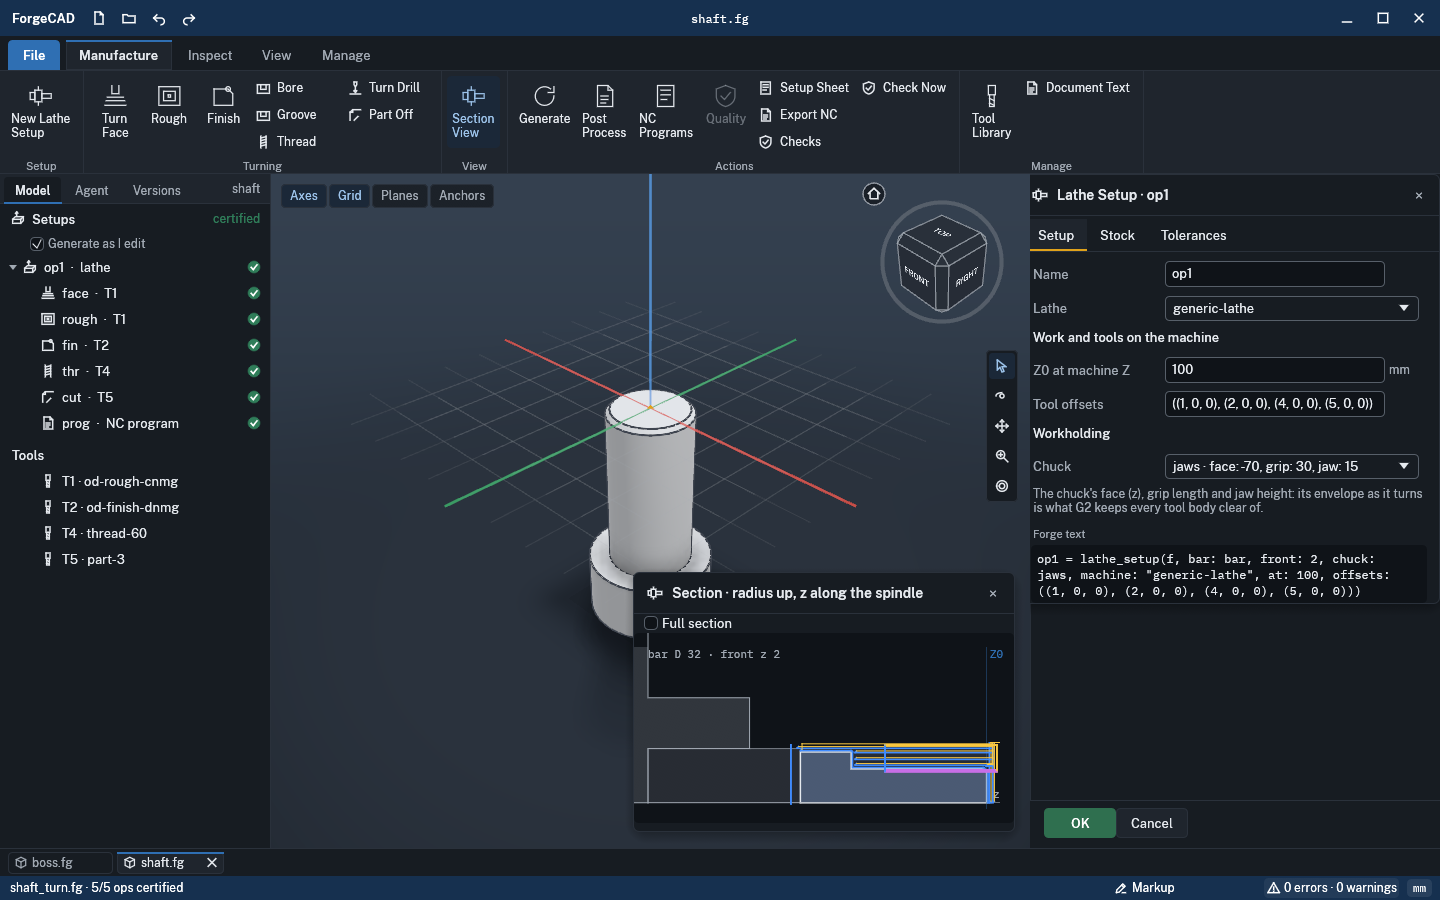 ForgeCAD
shaft.fg
File
Manufacture
Inspect
View
Manage
New Lathe
Setup
Turn
Face
Rough
Finish
Bore
Groove
Thread
Turn Drill
Part Off
Section
View
Generate
Post
Process
NC
Programs
Quality
Setup Sheet
Export NC
Checks
Check Now
Tool
Library
Document Text
Setup
Turning
View
Actions
Manage
Model
Agent
Versions
shaft
Setups
certified
Generate as I edit
op1 · lathe
face · T1
rough · T1
fin · T2
thr · T4
cut · T5
prog · NC program
Tools
T1 · od-rough-cnmg
T2 · od-finish-dnmg
T4 · thread-60
T5 · part-3
Axes
Grid
Planes
Anchors
TOP
FRONT
RIGHT
Section · radius up, z along the spindle
Full section
bar D 32 · front z 2
Z0
z
Lathe Setup · op1
Setup
Stock
Tolerances
Name
op1
Lathe
generic-lathe
Work and tools on the machine
Z0 at machine Z
100
mm
Tool offsets
((1, 0, 0), (2, 0, 0), (4, 0, 0), (5, 0, 0))
Workholding
Chuck
jaws · face:-70, grip: 30, jaw: 15
The chuck's face (z), grip length and jaw height: its envelope as it turns
is what G2 keeps every tool body clear of.
Forge text
op1 = lathe_setup(f, bar: bar, front: 2, chuck:
jaws, machine: "generic-lathe", at: 100, offsets:
((1, 0, 0), (2, 0, 0), (4, 0, 0), (5, 0, 0)))
OK
Cancel
boss.fg
shaft.fg
shaft_turn.fg · 5/5 ops certified
Markup
0 errors · 0 warnings
mm